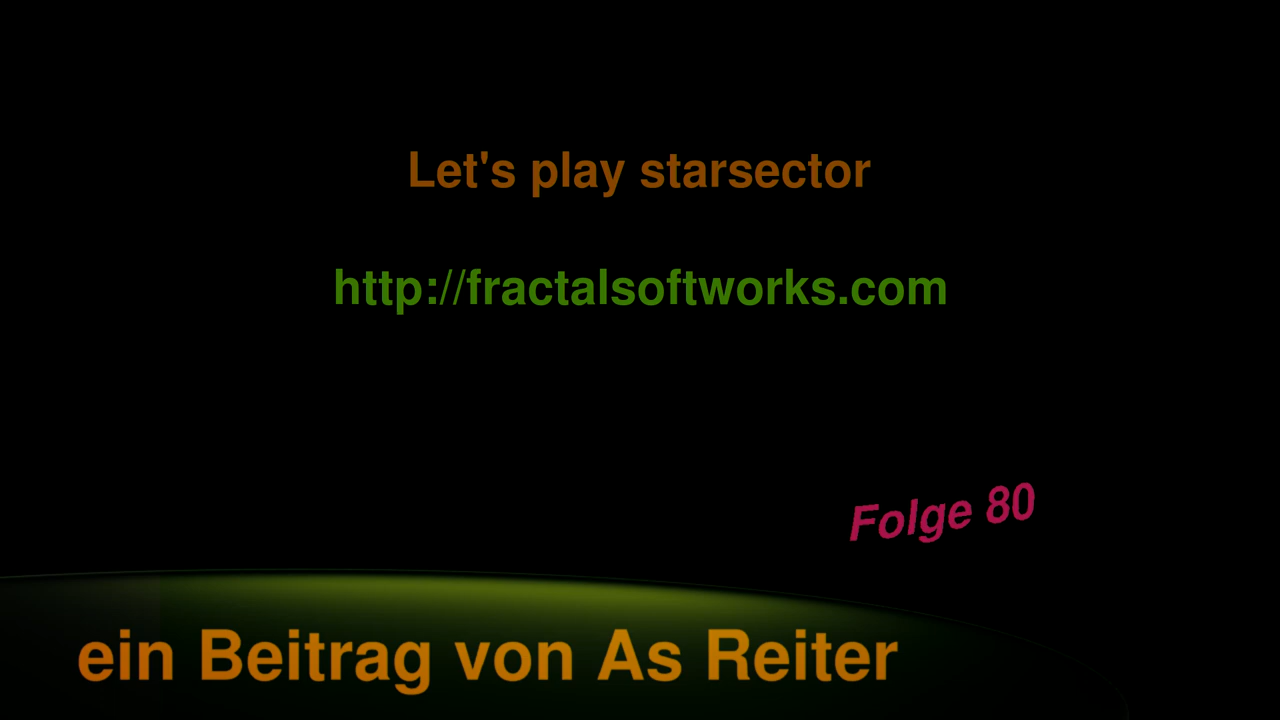 Let's play starsector
http://fractalsoftworks.com
Folge 80
ein Beitrag von As Reiter